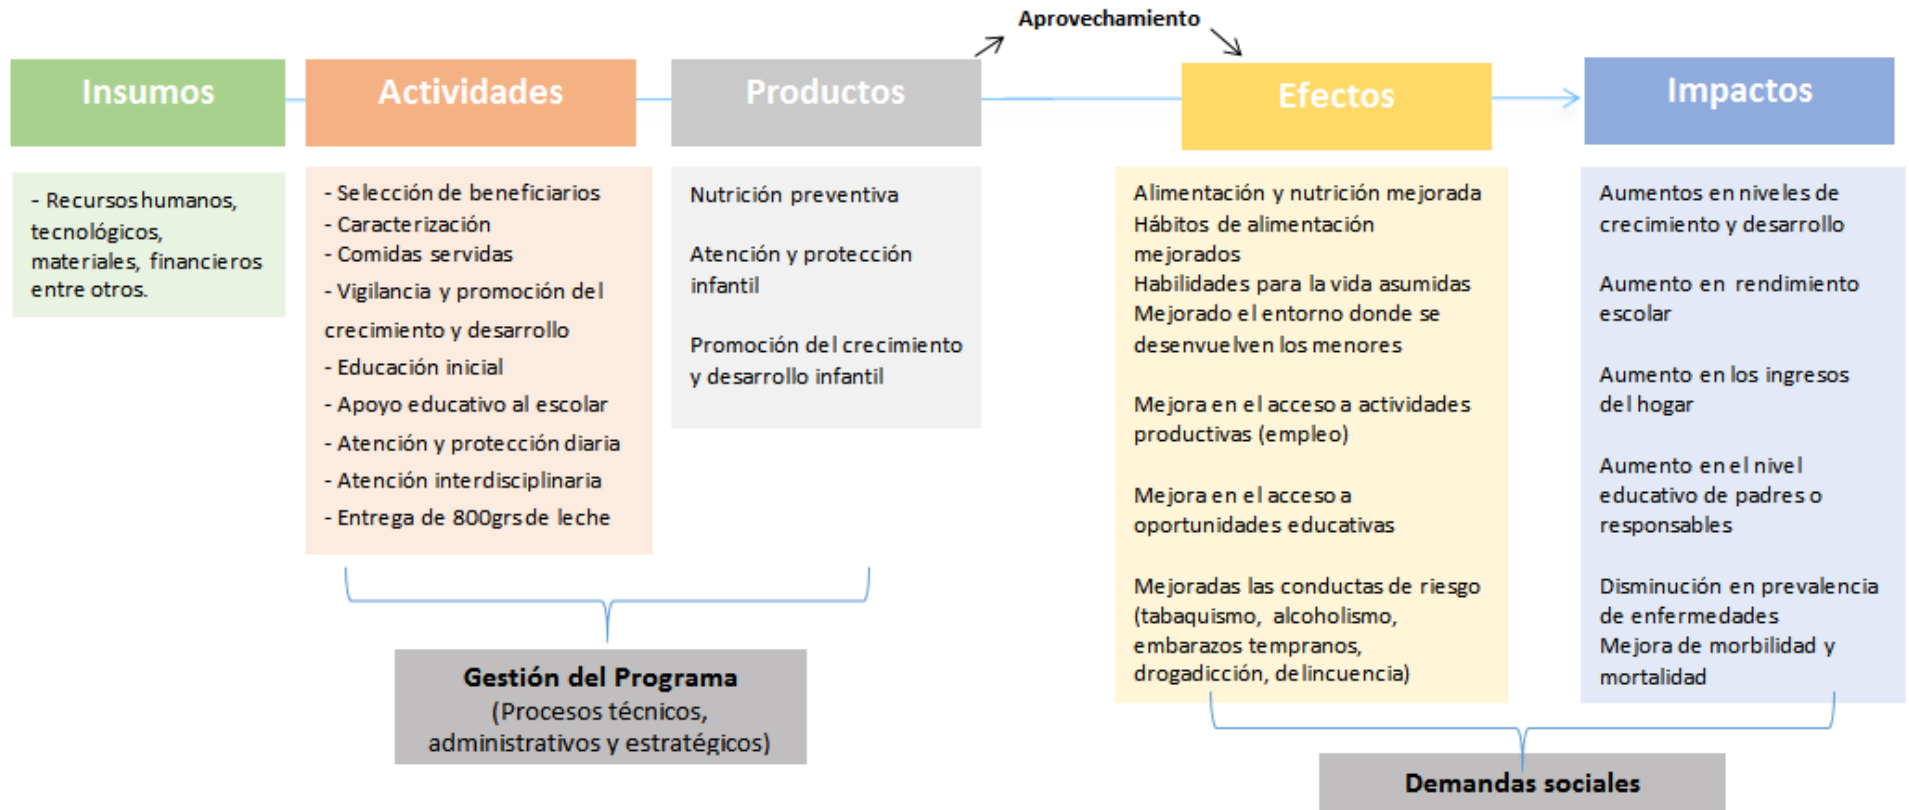 Aprovechamiento
Insumos
Actividades
Productos
Efectos
Impactos
- Recursos humanos,
tecnológicos,
materiales, financieros
entre otros.
- Selección de beneficiarios
- Caracterización
- Comidas servidas
- Vigilancia y promoción del
crecimiento y desarrollo
- Educación inicial
- Apoyo educativo al escolar
- Atención y protección diaria
- Atención interdisciplinaria
- Entrega de 800grs de leche
Nutrición preventiva
Atención y protección
infantil
Promoción del crecimiento
y desarrollo infantil
Alimentación y nutrición mejorada
Hábitos de alimentación
mejorados
Habilidades para la vida asumidas
Mejorado el entorno donde se
desenvuelven los menores
Mejora en el acceso a actividades
productivas (empleo)
Mejora en el acceso a
oportunidades educativas
Mejoradas las conductas de riesgo
(tabaquismo, alcoholismo,
embarazos tempranos,
drogadicción, delincuencia)
Aumentos en niveles de
crecimiento y desarrollo
Aumento en rendimiento
escolar
Aumento en los ingresos
del hogar
Aumento en el nivel
educativo de padres o
responsables
Disminución en prevalencia
de enfermedades
Mejora de morbilidad y
mortalidad
Gestión del Programa
(Procesos técnicos,
administrativos y estratégicos)
Demandas sociales